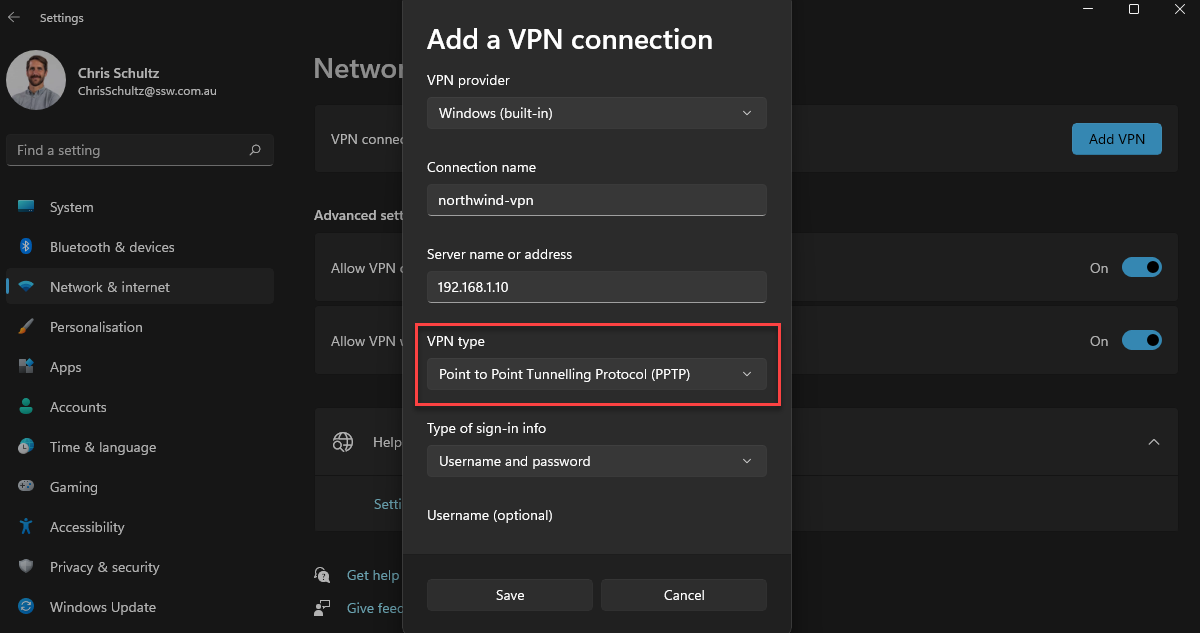 Settings
Chris Schultz
ChrisSchultz@ssw.com.au
Find a setting
System
Bluetooth & devices
Network & internet
Personalisation
Apps
Accounts
Time & language
Gaming
Accessibility
Privacy & security
Windows Update
Networ
VPN connec
Add VPN
Advanced sett
Allow VPN
On
Allow VPN
On
Help
Setti
Get help
Give feed
Add a VPN connection
VPN provider
Windows (built-in)
Connection name
northwind-vpn
Server name or address
192.168.1.10
VPN type
Point to Point Tunnelling Protocol (PPTP)
Type of sign-in info
Username and password
Username (optional)
Save
Cancel